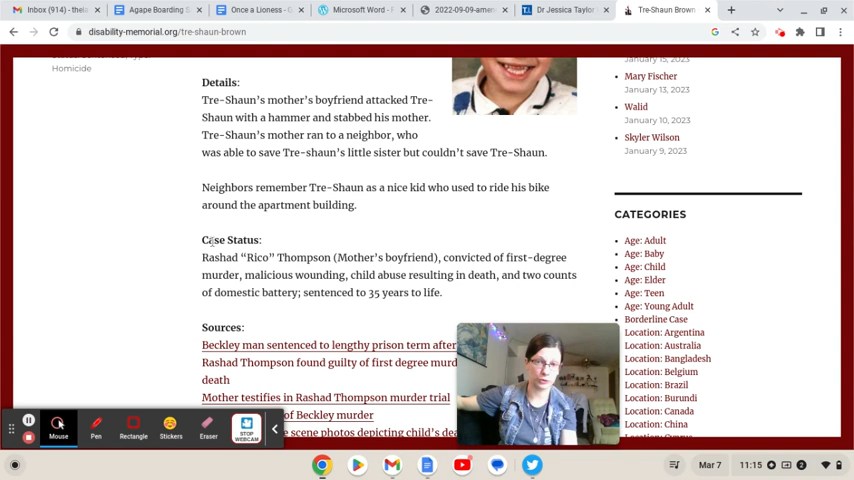 Inbox (914) - thela
Agape Boarding S
Once a Lioness - G
Microsoft Word - F
2022-09-09-amen
Dr Jessica Taylor
Tre-Shaun Brown
disability-memorial.org/tre-shaun-brown
Homicide
Details:
Tre-Shaun's mother's boyfriend attacked Tre-
Shaun with a hammer and stabbed his mother.
Tre-Shaun's mother ran to a neighbor, who
was able to save Tre-shaun's little sister but couldn't save Tre-Shaun.
Neighbors remember Tre-Shaun as a nice kid who used to ride his bike
around the apartment building.
Case Status:
Rashad "Rico" Thompson (Mother's boyfriend), convicted of first-degree
murder, malicious wounding, child abuse resulting in death, and two counts
of domestic battery; sentenced to 35 years to life.
Sources:
Beckley man sentenced to lengthy prison term after
Rashad Thompson found guilty of first degree murd
death
Mother testifies in Rashad Thompson murder trial
of Beckley murder
e scene photos depicting child's dea
January 15, 2023
Mary Fischer
January 13, 2023
Walid
January 10, 2023
Skyler Wilson
January 9, 2023
CATEGORIES
Age: Adult
Age: Baby
Age: Child
Age: Elder
Age: Teen
Age: Young Adult
Borderline Case
Location: Argentina
Location: Australia
Location: Bangladesh
Location: Belgium
Location: Brazil
Location: Burundi
Location: Canada
Location: China
Mouse
Pen
Rectangle
Stickers
Eraser
STOP
WEBCAM
Mar 7
11:15
2